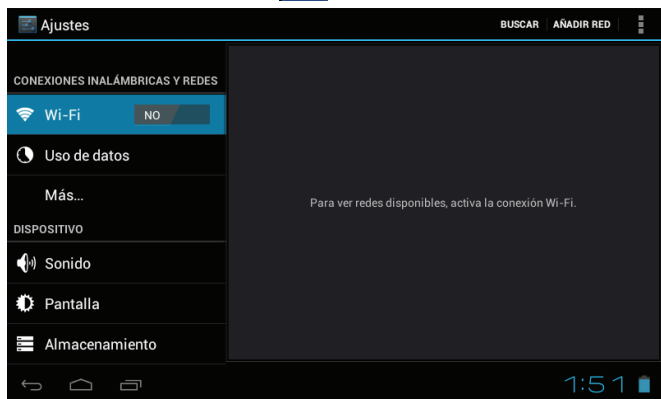 Ajustes
BUSCAR AÑADIR RED
CONEXIONES INALÁMBRICAS Y REDES
Wi-Fi NO
Uso de datos
Más...
DISPOSITIVO
Sonido
Pantalla
Almacenamiento
Para ver redes disponibles, activa la conexión Wi-Fi.
1:51